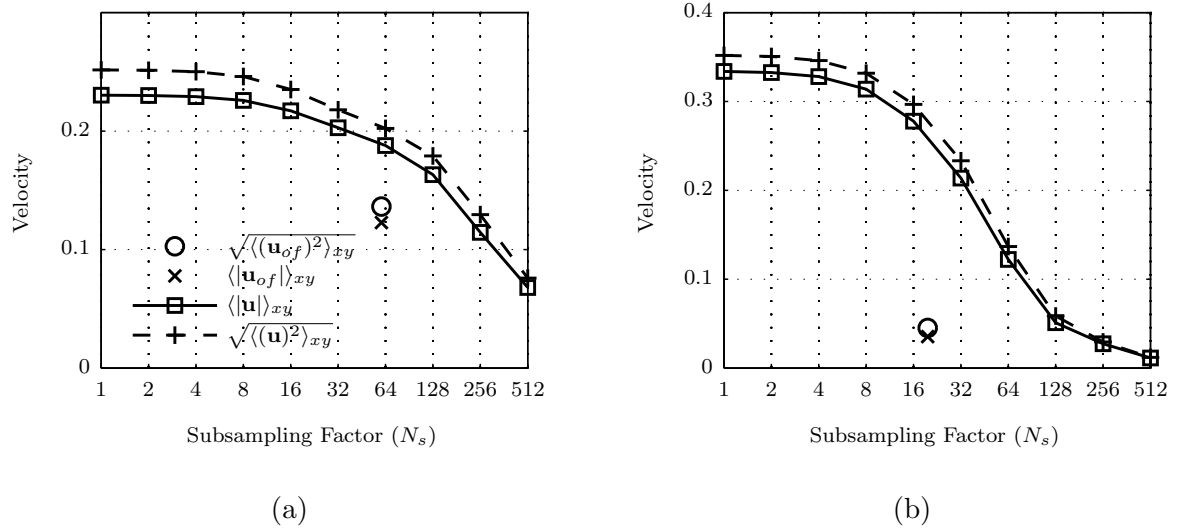 0.2
0.1
0
Velocity
√⟨(u_of)²⟩_xy
⟨|u_of|⟩_xy
⟨|u|⟩_xy
√⟨(u)²⟩_xy
1 2 4 8 16 32 64 128 256 512
Subsampling Factor (N_s)
(a)
0.4
0.3
0.2
0.1
0
Velocity
1 2 4 8 16 32 64 128 256 512
Subsampling Factor (N_s)
(b)